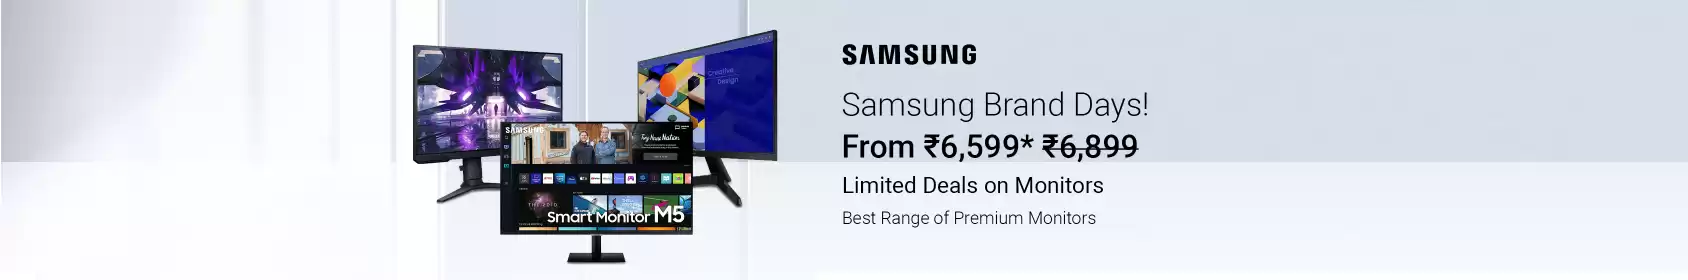 SAMSUNG
Samsung Brand Days!
From ₹6,599* ₹6,899
Limited Deals on Monitors
Best Range of Premium Monitors
Creative
Design
SAMSUNG
Smart Monitor M5